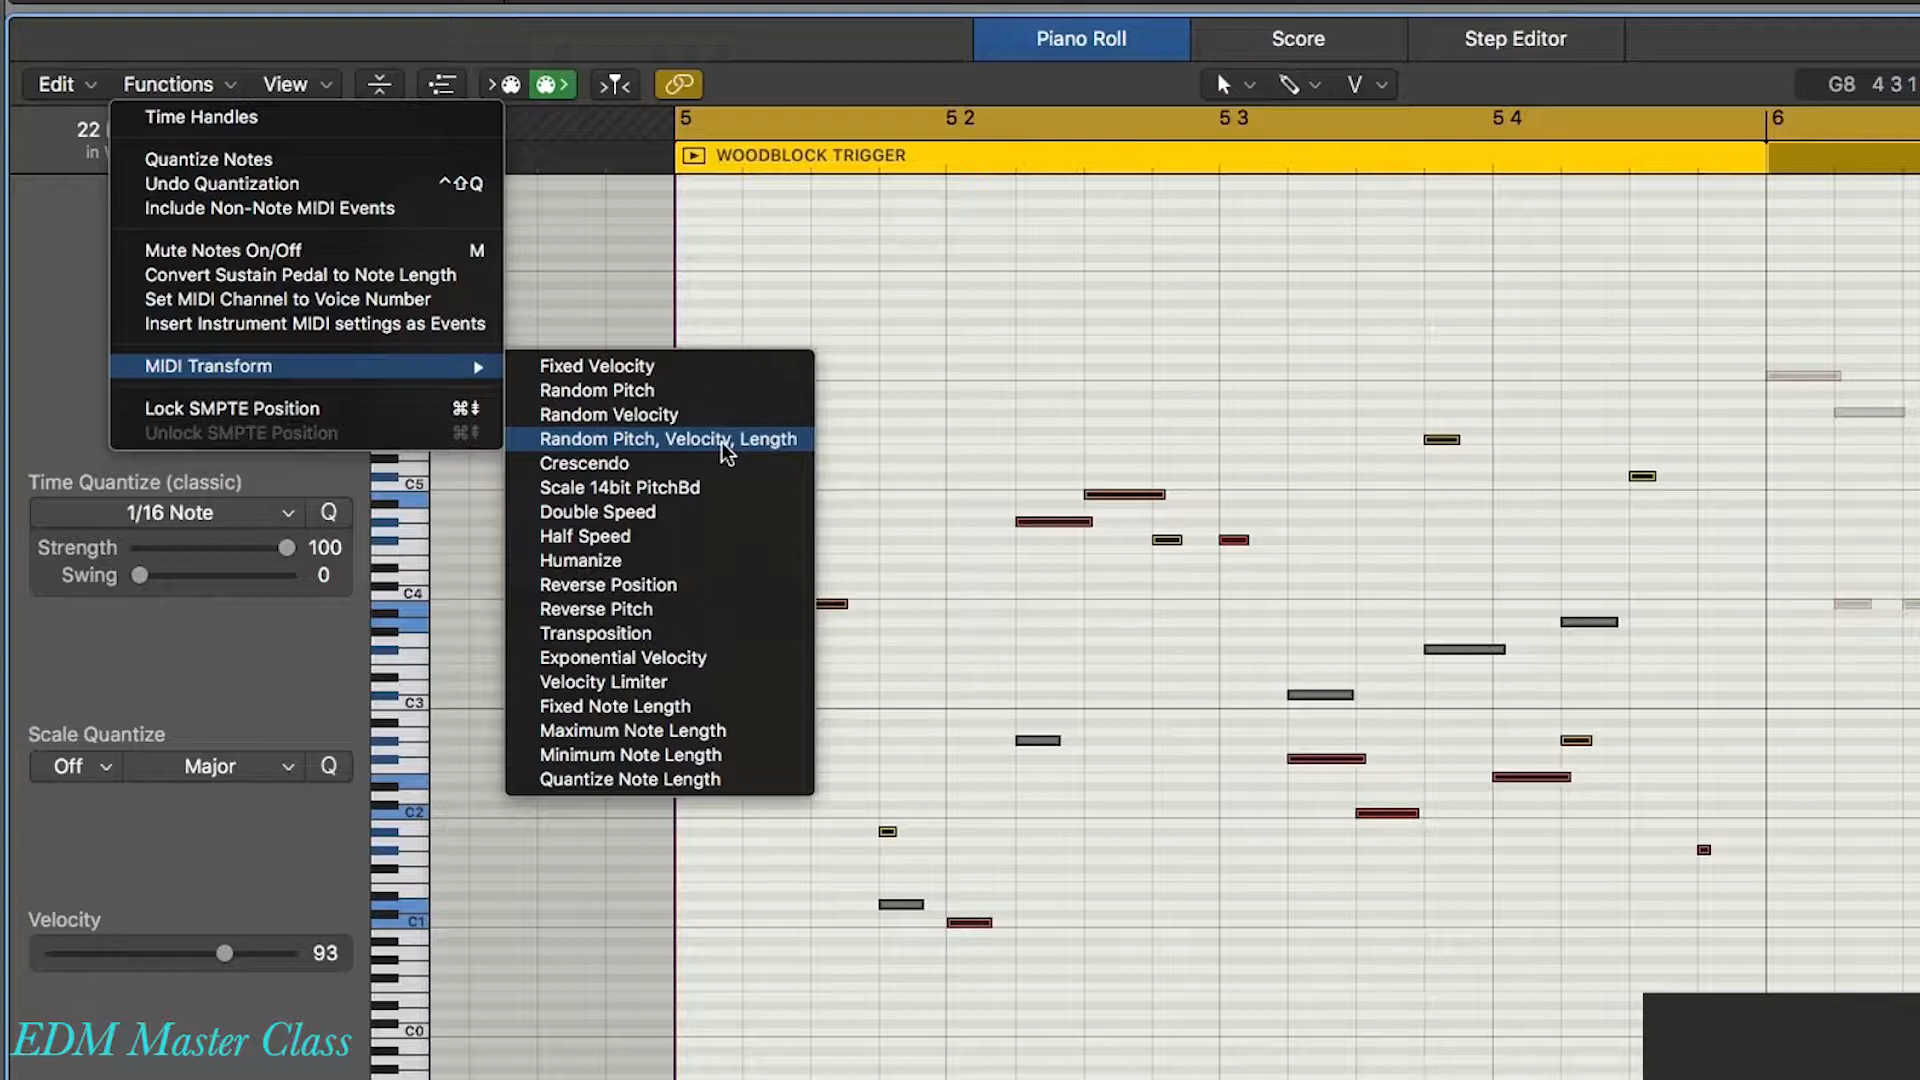 Piano Roll
Score
Step Editor
Edit
Functions
View
V
G8 4 3 1
Time Handles
22
in
Quantize Notes
Undo Quantization ^⇧Q
Include Non-Note MIDI Events
Mute Notes On/Off M
Convert Sustain Pedal to Note Length
Set MIDI Channel to Voice Number
Insert Instrument MIDI settings as Events
MIDI Transform
Lock SMPTE Position
Unlock SMPTE Position
5
5 2
5 3
5 4
6
WOODBLOCK TRIGGER
Fixed Velocity
Random Pitch
Random Velocity
Random Pitch, Velocity, Length
Crescendo
Scale 14bit PitchBd
Double Speed
Half Speed
Humanize
Reverse Position
Reverse Pitch
Transposition
Exponential Velocity
Velocity Limiter
Fixed Note Length
Maximum Note Length
Minimum Note Length
Quantize Note Length
Time Quantize (classic)
1/16 Note Q
Strength 100
Swing 0
Scale Quantize
Off Major Q
Velocity
93
C5
C4
C3
C2
C1
C0
EDM Master Class